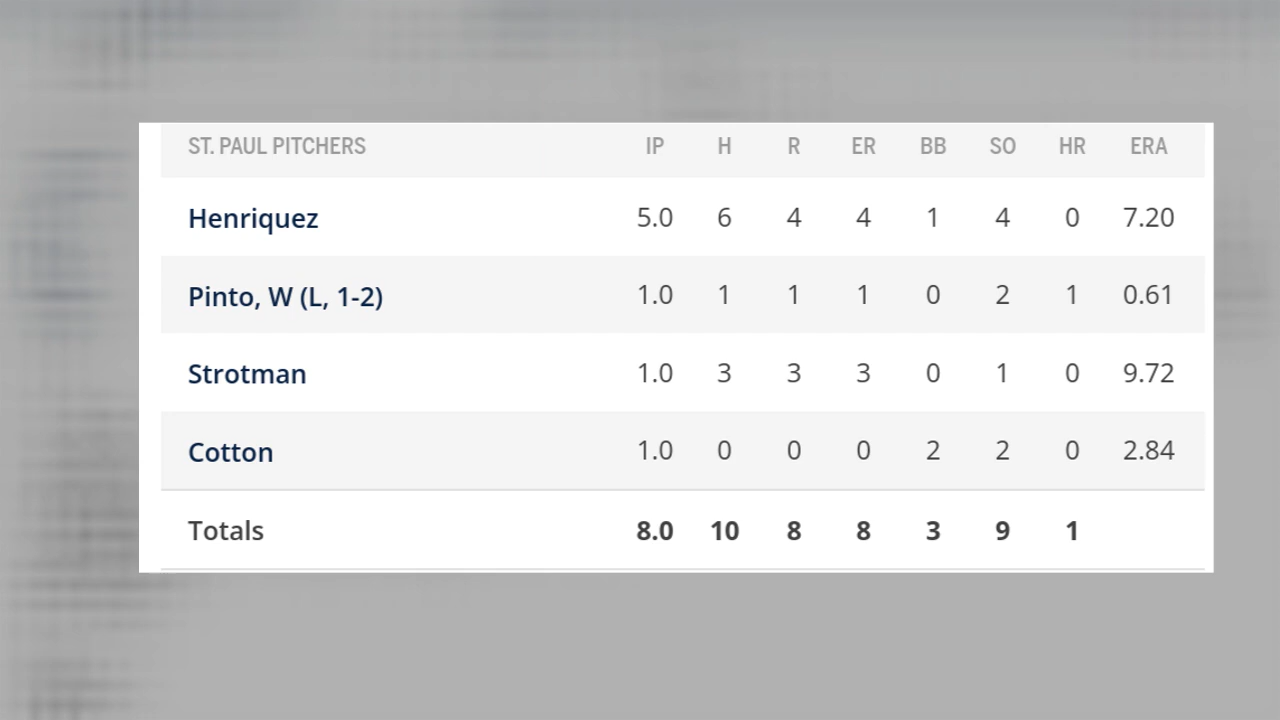 ST. PAUL PITCHERS IP H R ER BB SO HR ERA
Henriquez 5.0 6 4 4 1 4 0 7.20
Pinto, W (L, 1-2) 1.0 1 1 1 0 2 1 0.61
Strotman 1.0 3 3 3 0 1 0 9.72
Cotton 1.0 0 0 0 2 2 0 2.84
Totals 8.0 10 8 8 3 9 1